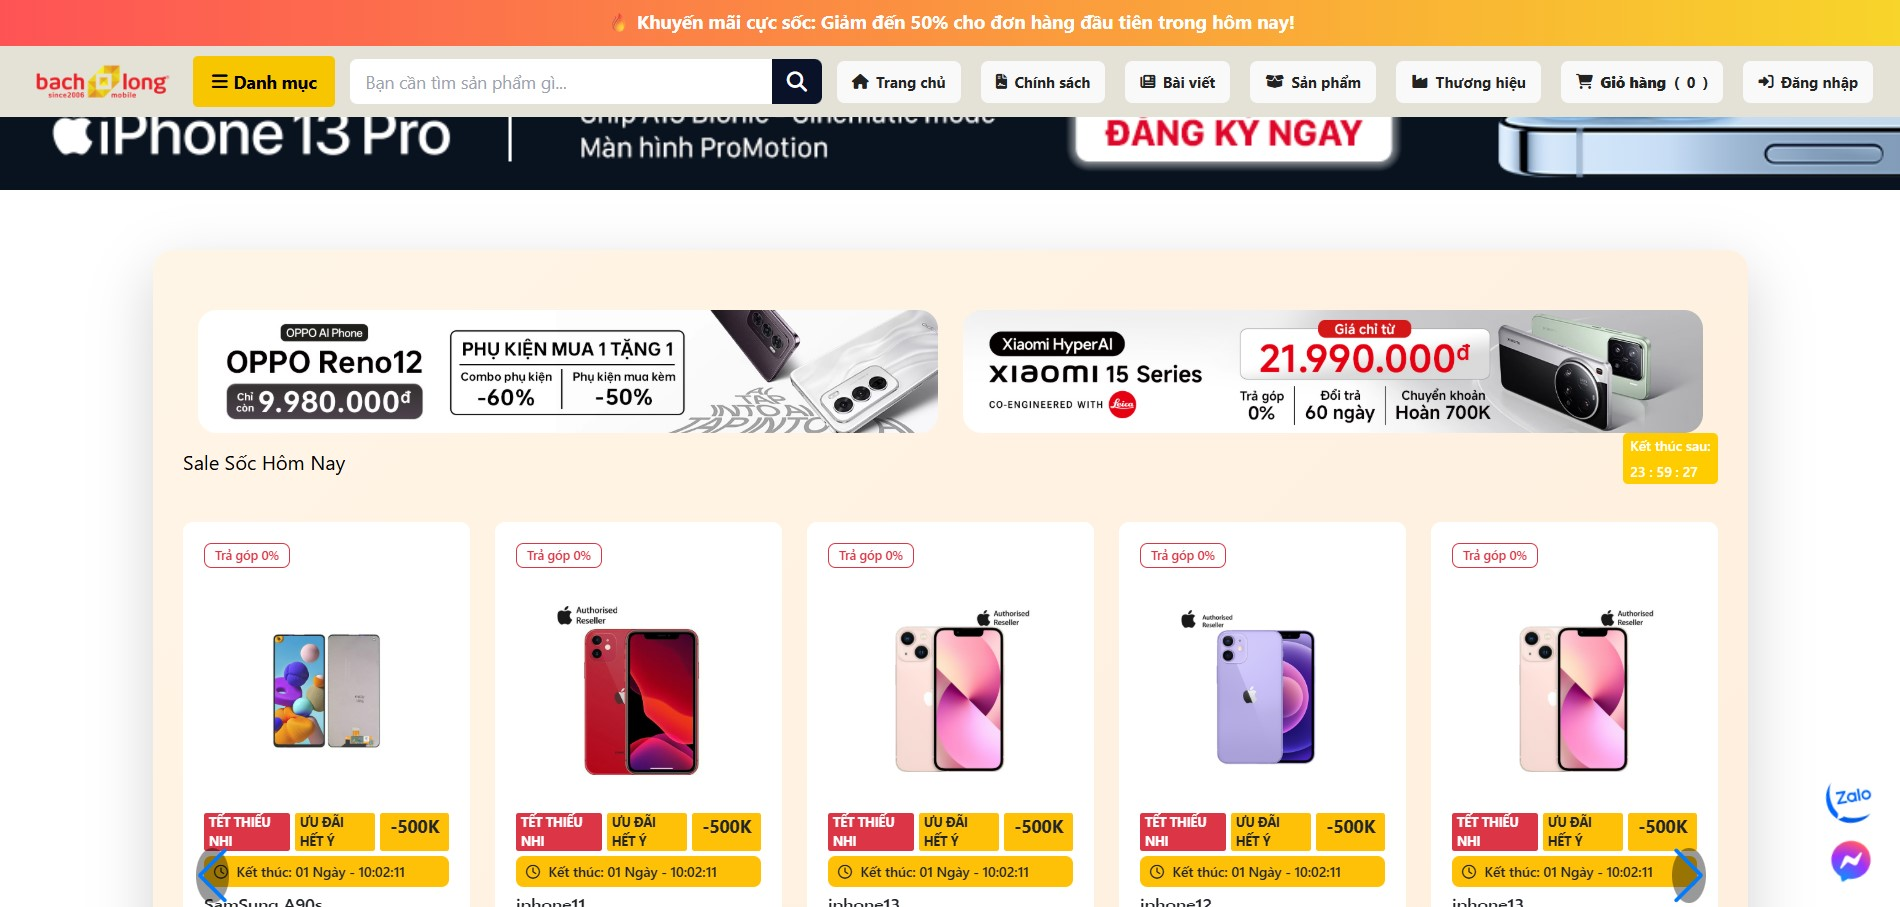 🔥 Khuyến mãi cực sốc: Giảm đến 50% cho đơn hàng đầu tiên trong hôm nay!
bach long
since2006 mobile
Danh mục
Bạn cần tìm sản phẩm gì...
Trang chủ
Chính sách
Bài viết
Sản phẩm
Thương hiệu
Giỏ hàng ( 0 )
Đăng nhập
iPhone 13 Pro
Chip A15 Bionic - Cinematic mode
Màn hình ProMotion
ĐĂNG KÝ NGAY
OPPO AI Phone
OPPO Reno12
Chỉ còn 9.980.000đ
PHỤ KIỆN MUA 1 TẶNG 1
Combo phụ kiện
-60%
Phụ kiện mua kèm
-50%
TAP
INTO AI
TAP INTO A
Xiaomi HyperAI
xiaomi 15 Series
CO-ENGINEERED WITH Leica
Giá chỉ từ
21.990.000đ
Trả góp
0%
Đổi trả
60 ngày
Chuyển khoản
Hoàn 700K
Sale Sốc Hôm Nay
Kết thúc sau:
23 : 59 : 27
Trả góp 0%
TẾT THIẾU
NHI
ƯU ĐÃI
HẾT Ý
-500K
Kết thúc: 01 Ngày - 10:02:11
SamSung A90s
Trả góp 0%
Authorised
Reseller
TẾT THIẾU
NHI
ƯU ĐÃI
HẾT Ý
-500K
Kết thúc: 01 Ngày - 10:02:11
iphone11
Trả góp 0%
Authorised
Reseller
TẾT THIẾU
NHI
ƯU ĐÃI
HẾT Ý
-500K
Kết thúc: 01 Ngày - 10:02:11
iphone13
Trả góp 0%
Authorised
Reseller
TẾT THIẾU
NHI
ƯU ĐÃI
HẾT Ý
-500K
Kết thúc: 01 Ngày - 10:02:11
iphone12
Trả góp 0%
Authorised
Reseller
TẾT THIẾU
NHI
ƯU ĐÃI
HẾT Ý
-500K
Kết thúc: 01 Ngày - 10:02:11
iphone13
Zalo